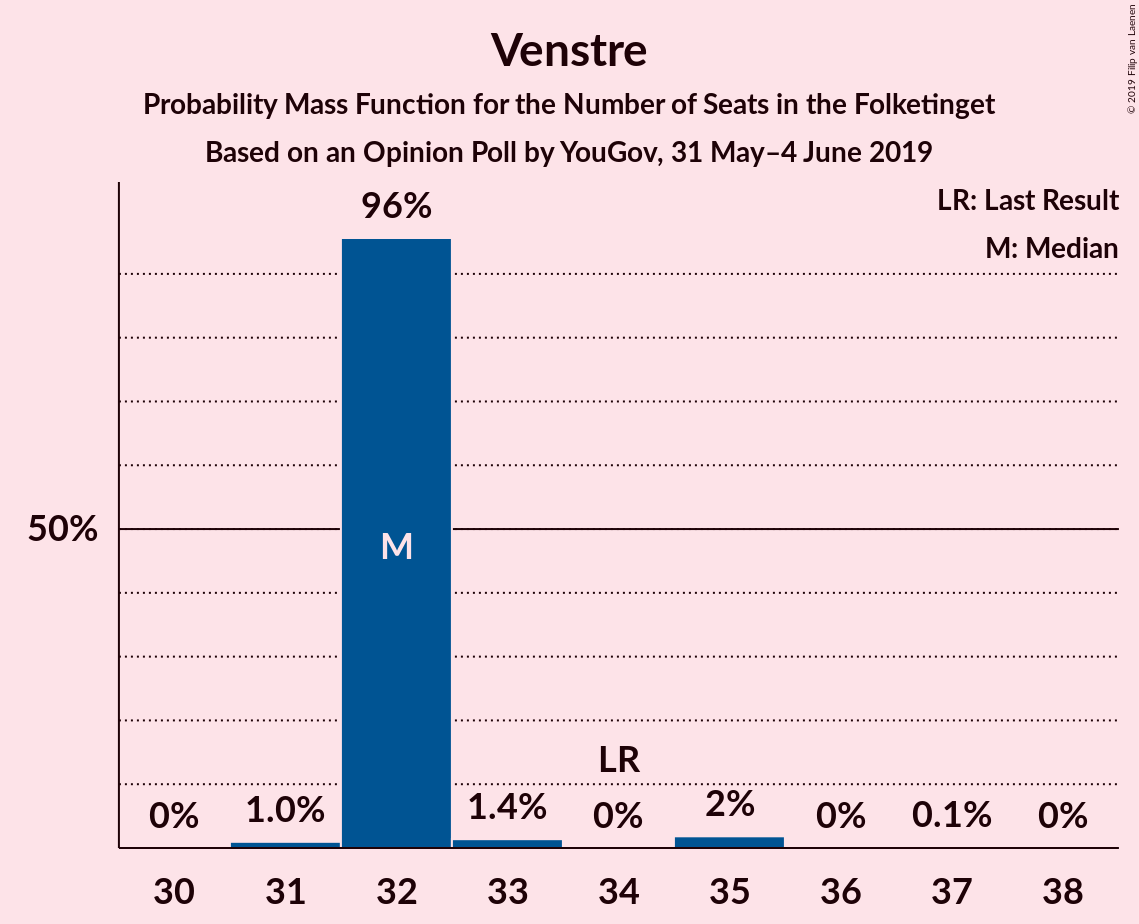 Venstre
Probability Mass Function for the Number of Seats in the Folketinget
Based on an Opinion Poll by YouGov, 31 May–4 June 2019
© 2019 Filip van Laenen
LR: Last Result
M: Median
96%
50%
M
LR
0%
1.0%
1.4%
0%
2%
0%
0.1%
0%
30 31 32 33 34 35 36 37 38